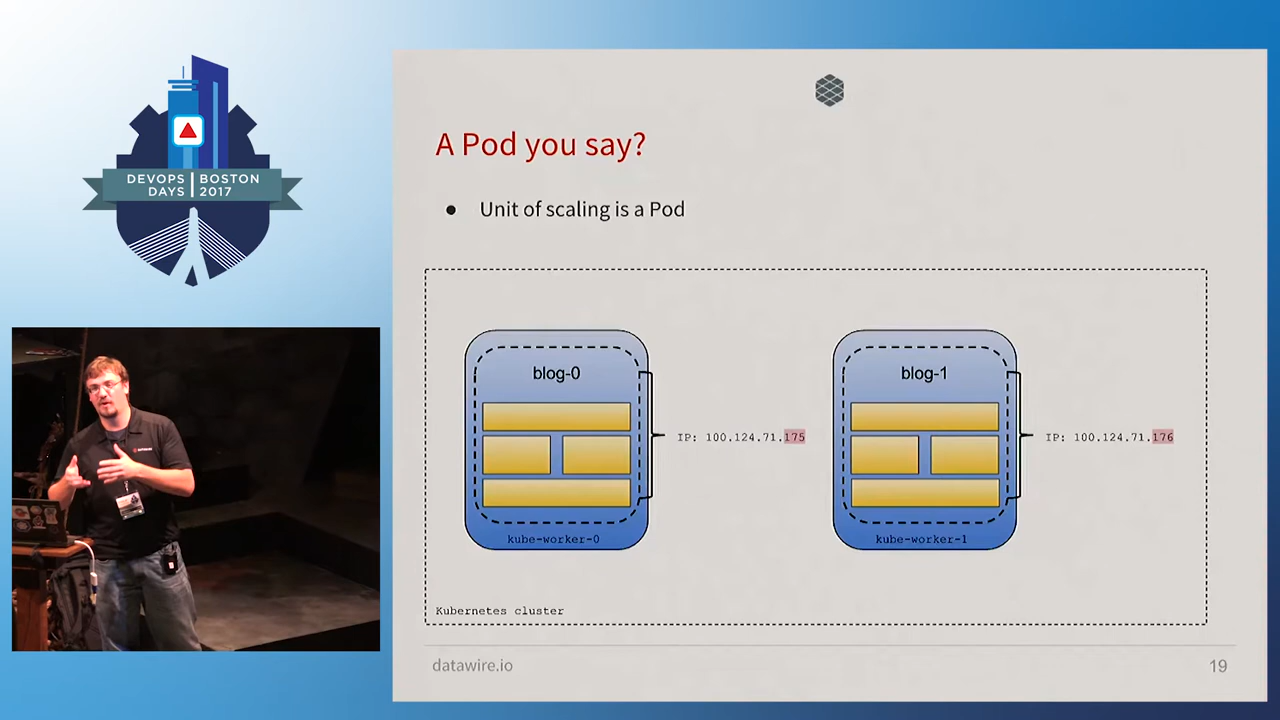 DEVOPS BOSTON
DAYS 2017
A Pod you say?
● Unit of scaling is a Pod
blog-0
IP: 100.124.71.175
kube-worker-0
blog-1
IP: 100.124.71.176
kube-worker-1
Kubernetes cluster
datawire.io
19